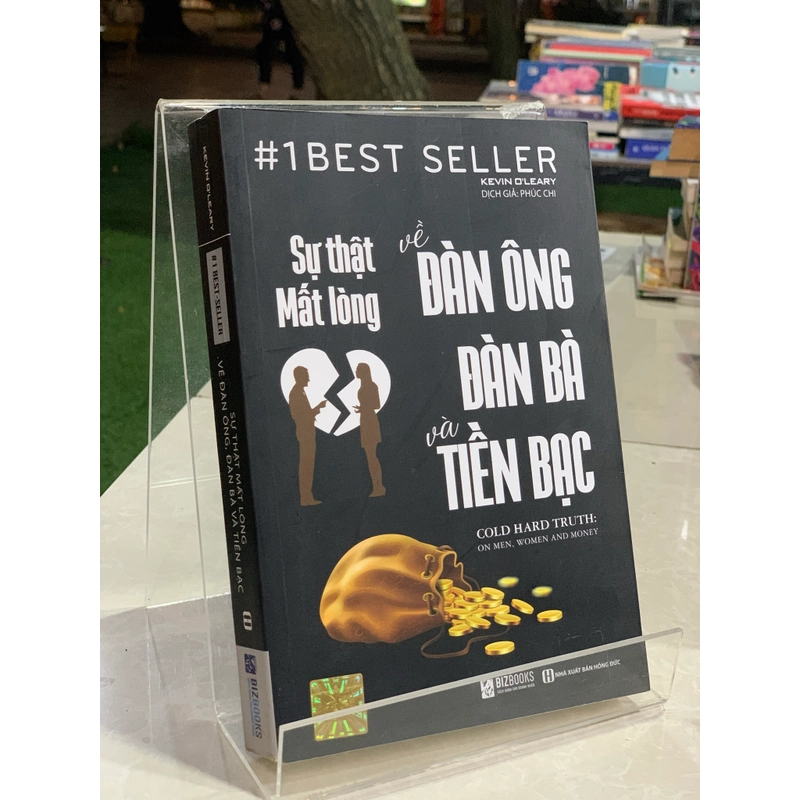 #1 BEST SELLER
KEVIN O'LEARY
DỊCH GIẢ: PHÚC CHI
Sự thật
Mất lòng
về
ĐÀN ÔNG
ĐÀN BÀ
và
TIỀN BẠC
COLD HARD TRUTH:
ON MEN, WOMEN AND MONEY
BIZBOOKS
NHÀ XUẤT BẢN HỒNG ĐỨC
KEVIN O'LEARY
#1 BEST-SELLER
SỰ THẬT MẤT LÒNG
VỀ ĐÀN ÔNG, ĐÀN BÀ VÀ TIỀN BẠC
BIZBOOKS